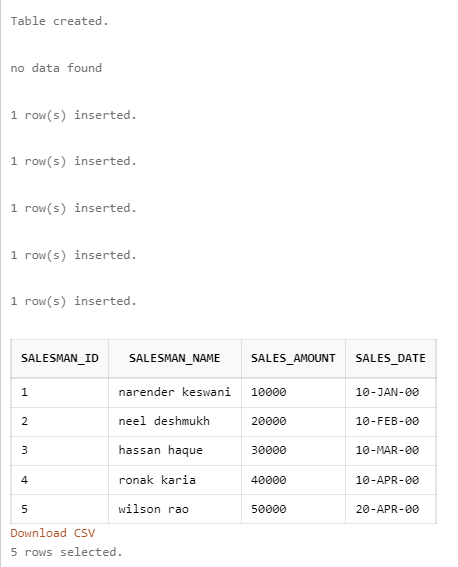 Table created.
no data found
1 row(s) inserted.
1 row(s) inserted.
1 row(s) inserted.
1 row(s) inserted.
1 row(s) inserted.
SALESMAN_ID SALESMAN_NAME SALES_AMOUNT SALES_DATE
1 narender keswani 10000 10-JAN-00
2 neel deshmukh 20000 10-FEB-00
3 hassan haque 30000 10-MAR-00
4 ronak karia 40000 10-APR-00
5 wilson rao 50000 20-APR-00
Download CSV
5 rows selected.